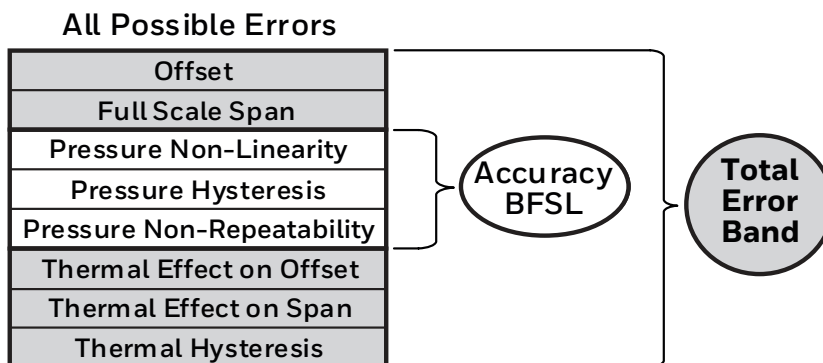 All Possible Errors
Offset
Full Scale Span
Pressure Non-Linearity
Pressure Hysteresis
Pressure Non-Repeatability
Thermal Effect on Offset
Thermal Effect on Span
Thermal Hysteresis
Accuracy
BFSL
Total
Error
Band